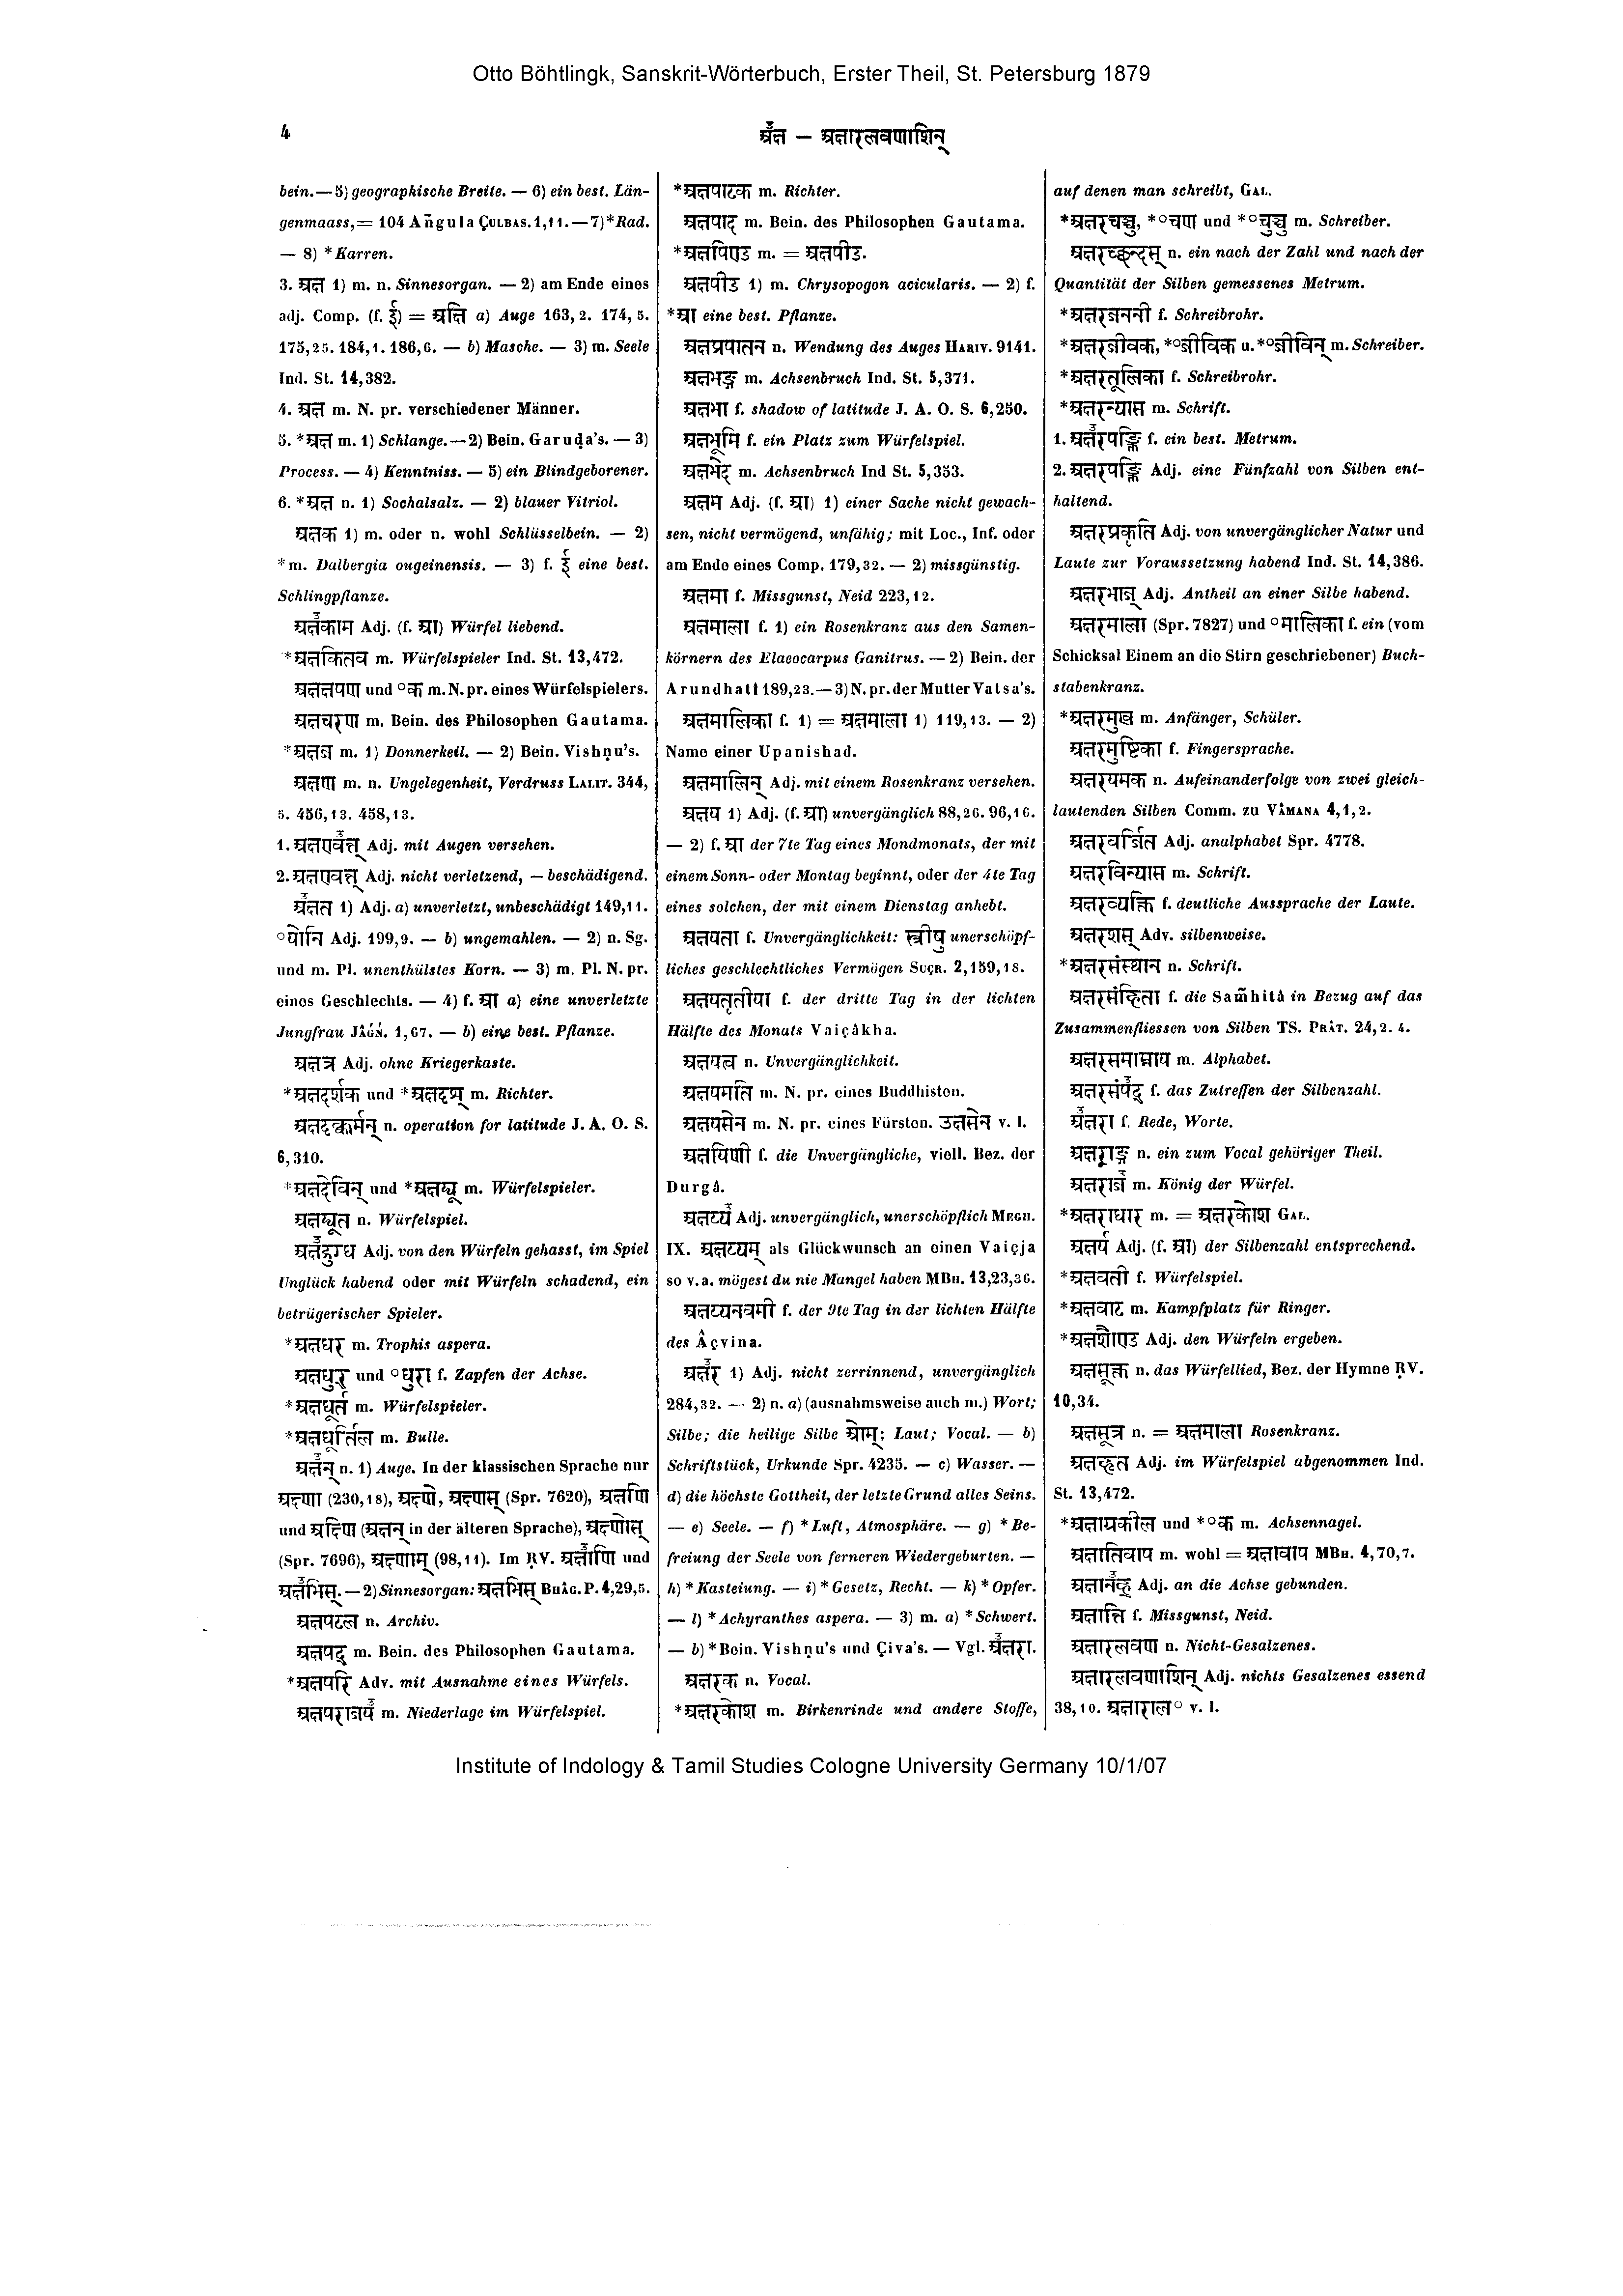 Otto Böhtlingk, Sanskrit-Wörterbuch, Erster Theil, St. Petersburg 1879
4
अक्ष — अक्षारलवणाशिन्
bein. — 5) geographische Breite. — 6) ein best. Län-
genmaass, = 104 Añgula ÇULBAS. 1,11. — 7) *Rad.
— 8) *Karren.
3. अक्ष 1) m. n. Sinnesorgan. — 2) am Ende eines
adj. Comp. (f. ई) = अक्षि a) Auge 163,2. 174,5.
175,25. 184,1. 186,6. — b) Masche. — 3) m. Seele
Ind. St. 14,382.
4. अक्ष m. N. pr. verschiedener Männer.
5. *अक्ष m. 1) Schlange. — 2) Bein. Garuḍa's. — 3)
Process. — 4) Kenntniss. — 5) ein Blindgeborener.
6. *अक्ष n. 1) Sochalsalz. — 2) blauer Vitriol.
अक्षक 1) m. oder n. wohl Schlüsselbein. — 2)
*m. Dalbergia ougeinensis. — 3) f. ई eine best.
Schlingpflanze.
अक्षकाम Adj. (f. आ) Würfel liebend.
*अक्षकितव m. Würfelspieler Ind. St. 13,472.
अक्षक्षपण und °क m. N. pr. eines Würfelspielers.
अक्षचरण m. Bein. des Philosophen Gautama.
*अक्षज m. 1) Donnerkeil. — 2) Bein. Vishṇu's.
अक्षण m. n. Ungelegenheit, Verdruss LALIT. 344,
5. 456,13. 458,13.
1. अक्षण्वत् Adj. mit Augen versehen.
2. अक्षण्वत् Adj. nicht verletzend, — beschädigend.
अक्षत 1) Adj. a) unverletzt, unbeschädigt 149,11.
°योनि Adj. 199,9. — b) ungemahlen. — 2) n. Sg.
und m. Pl. unenthülstes Korn. — 3) m. Pl. N. pr.
eines Geschlechts. — 4) f. आ a) eine unverletzte
Jungfrau JÂGÑ. 1,67. — b) eine best. Pflanze.
अक्षत्र Adj. ohne Kriegerkaste.
*अक्षदर्शक und *अक्षदृश् m. Richter.
अक्षदृक्कर्मन् n. operation for latitude J. A. O. S.
6,310.
*अक्षदेविन् und *अक्षद्यू m. Würfelspieler.
अक्षद्यूत n. Würfelspiel.
अक्षद्रुग्ध Adj. von den Würfeln gehasst, im Spiel
Unglück habend oder mit Würfeln schadend, ein
betrügerischer Spieler.
*अक्षधर m. Trophis aspera.
अक्षधुर् und °धुरा f. Zapfen der Achse.
*अक्षधूर्त m. Würfelspieler.
*अक्षधूर्तिल m. Bulle.
अक्षन् n. 1) Auge. In der klassischen Sprache nur
अक्ष्णा (230,18), अक्ष्णे, अक्ष्णस् (Spr. 7620), अक्षणि
und अक्ष्णि (अक्षन् in der älteren Sprache), अक्ष्णोस्
(Spr. 7696), अक्ष्णाम् (98,11). Im ṚV. अक्षाणि und
अक्षभिस्. — 2) Sinnesorgan: अक्षभिस् BHÂG. P. 4,29,5.
अक्षपटल n. Archiv.
अक्षपद् m. Bein. des Philosophen Gautama.
*अक्षपरि Adv. mit Ausnahme eines Würfels.
अक्षपराजय m. Niederlage im Würfelspiel.
*अक्षपाटक m. Richter.
अक्षपाद् m. Bein. des Philosophen Gautama.
*अक्षपिण्ड m. = अक्षपीड.
अक्षपीड 1) m. Chrysopogon acicularis. — 2) f.
*आ eine best. Pflanze.
अक्षप्रपातन n. Wendung des Auges HARIV. 9141.
अक्षभङ्ग m. Achsenbruch Ind. St. 5,371.
अक्षभा f. shadow of latitude J. A. O. S. 6,250.
अक्षभूमि f. ein Platz zum Würfelspiel.
अक्षभेद m. Achsenbruch Ind St. 5,353.
अक्षम Adj. (f. आ) 1) einer Sache nicht gewach-
sen, nicht vermögend, unfähig; mit Loc., Inf. oder
am Ende eines Comp. 179,32. — 2) missgünstig.
अक्षमा f. Missgunst, Neid 223,12.
अक्षमाला f. 1) ein Rosenkranz aus den Samen-
körnern des Elaeocarpus Ganitrus. — 2) Bein. der
Arundhatî 189,23. — 3) N. pr. der Mutter Vatsa's.
अक्षमालिका f. 1) = अक्षमाला 1) 119,13. — 2)
Name einer Upanishad.
अक्षमालिन् Adj. mit einem Rosenkranz versehen.
अक्षय 1) Adj. (f. आ) unvergänglich 88,26. 96,16.
— 2) f. आ der 7te Tag eines Mondmonats, der mit
einem Sonn- oder Montag beginnt, oder der 4te Tag
eines solchen, der mit einem Dienstag anhebt.
अक्षयता f. Unvergänglichkeit: स्त्रीषु unerschöpf-
liches geschlechtliches Vermögen SUÇR. 2,159,18.
अक्षयतृतीया f. der dritte Tag in der lichten
Hälfte des Monats Vaiçâkha.
अक्षयत्व n. Unvergänglichkeit.
अक्षयमति m. N. pr. eines Buddhisten.
अक्षयसेन m. N. pr. eines Fürsten. उक्षसेन v. l.
अक्षयिणी f. die Unvergängliche, viell. Bez. der
Durgâ.
अक्षय्य Adj. unvergänglich, unerschöpflich MEGH.
IX. अक्षय्यम् als Glückwunsch an einen Vaiçja
so v. a. mögest du nie Mangel haben MBH. 13,23,36.
अक्षय्यनवमी f. der 9te Tag in der lichten Hälfte
des Âçvina.
अक्षर 1) Adj. nicht zerrinnend, unvergänglich
284,32. — 2) n. a) (ausnahmsweise auch m.) Wort;
Silbe; die heilige Silbe ओम्; Laut; Vocal. — b)
Schriftstück, Urkunde Spr. 4235. — c) Wasser. —
d) die höchste Gottheit, der letzte Grund alles Seins.
— e) Seele. — f) *Luft, Atmosphäre. — g) *Be-
freiung der Seele von ferneren Wiedergeburten. —
h) *Kasteiung. — i) *Gesetz, Recht. — k) *Opfer.
— l) *Achyranthes aspera. — 3) m. a) *Schwert.
— b) *Bein. Vishṇu's und Çiva's. — Vgl. अक्षरा.
अक्षरक n. Vocal.
*अक्षरकोश m. Birkenrinde und andere Stoffe,
auf denen man schreibt, GAL.
*अक्षरचञ्चु, *°चण und *°चुञ्चु m. Schreiber.
अक्षरच्छन्दस् n. ein nach der Zahl und nach der
Quantität der Silben gemessenes Metrum.
*अक्षरजननी f. Schreibrohr.
*अक्षरजीवक, *°जीविक u. *°जीविन् m. Schreiber.
*अक्षरतूलिका f. Schreibrohr.
*अक्षरन्यास m. Schrift.
1. अक्षरपङ्क्ति f. ein best. Metrum.
2. अक्षरपङ्क्ति Adj. eine Fünfzahl von Silben ent-
haltend.
अक्षरप्रकृति Adj. von unvergänglicher Natur und
Laute zur Voraussetzung habend Ind. St. 14,386.
अक्षरभाज् Adj. Antheil an einer Silbe habend.
अक्षरमाला (Spr. 7827) und °मालिका f. ein (vom
Schicksal Einem an die Stirn geschriebener) Buch-
stabenkranz.
*अक्षरमुख m. Anfänger, Schüler.
अक्षरमुष्टिका f. Fingersprache.
अक्षरयमक n. Aufeinanderfolge von zwei gleich-
lautenden Silben Comm. zu VÂMANA 4,1,2.
अक्षरवर्जित Adj. analphabet Spr. 4778.
अक्षरविन्यास m. Schrift.
अक्षरव्यक्ति f. deutliche Aussprache der Laute.
अक्षरशस् Adv. silbenweise.
*अक्षरसंस्थान n. Schrift.
अक्षरसंहिता f. die Sam̃hitâ in Bezug auf das
Zusammenfliessen von Silben TS. PRÂT. 24,2. 4.
अक्षरसमाम्नाय m. Alphabet.
अक्षरसंपद् f. das Zutreffen der Silbenzahl.
अक्षरा f. Rede, Worte.
अक्षराङ्ग n. ein zum Vocal gehöriger Theil.
अक्षराज m. König der Würfel.
*अक्षराधार m. = अक्षरकोश GAL.
अक्षर्य Adj. (f. आ) der Silbenzahl entsprechend.
*अक्षवती f. Würfelspiel.
*अक्षवाट m. Kampfplatz für Ringer.
*अक्षशौण्ड Adj. den Würfeln ergeben.
अक्षसूक्त n. das Würfellied, Bez. der Hymne ṚV.
10,34.
अक्षसूत्र n. = अक्षमाला Rosenkranz.
अक्षहृत Adj. im Würfelspiel abgenommen Ind.
St. 13,472.
*अक्षाग्रकील und *°क m. Achsennagel.
अक्षातिवाप m. wohl = अक्षावाप MBH. 4,70,7.
अक्षानह् Adj. an die Achse gebunden.
अक्षान्ति f. Missgunst, Neid.
अक्षारलवण n. Nicht-Gesalzenes.
अक्षारलवणाशिन् Adj. nichts Gesalzenes essend
38,10. अक्षाराल° v. l.
Institute of Indology & Tamil Studies Cologne University Germany 10/1/07